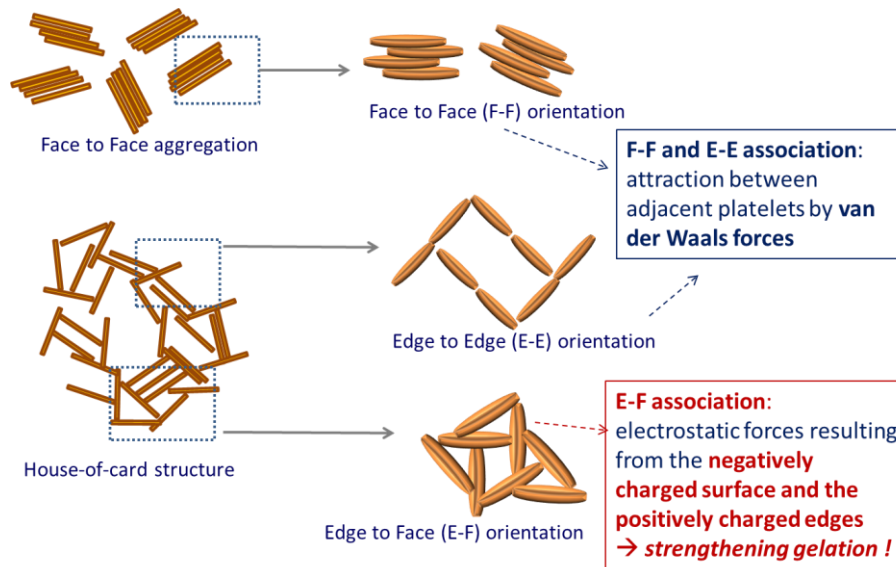 Face to Face aggregation
Face to Face (F-F) orientation
F-F and E-E association:
attraction between
adjacent platelets by van
der Waals forces
Edge to Edge (E-E) orientation
House-of-card structure
Edge to Face (E-F) orientation
E-F association:
electrostatic forces resulting
from the negatively
charged surface and the
positively charged edges
→ strengthening gelation !